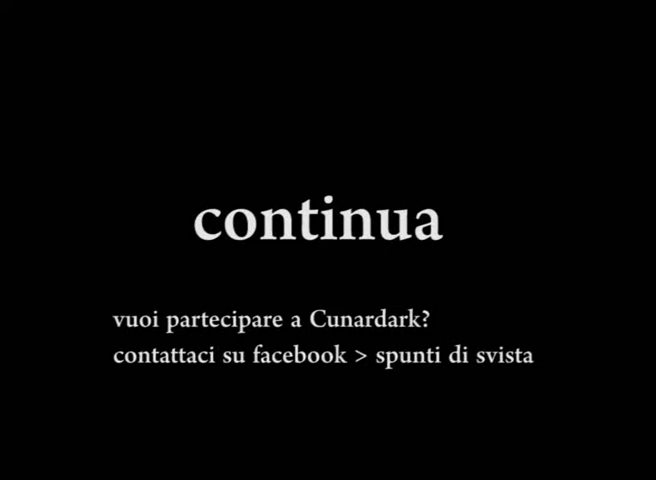 continua
vuoi partecipare a Cunardark?
contattaci su facebook > spunti di svista